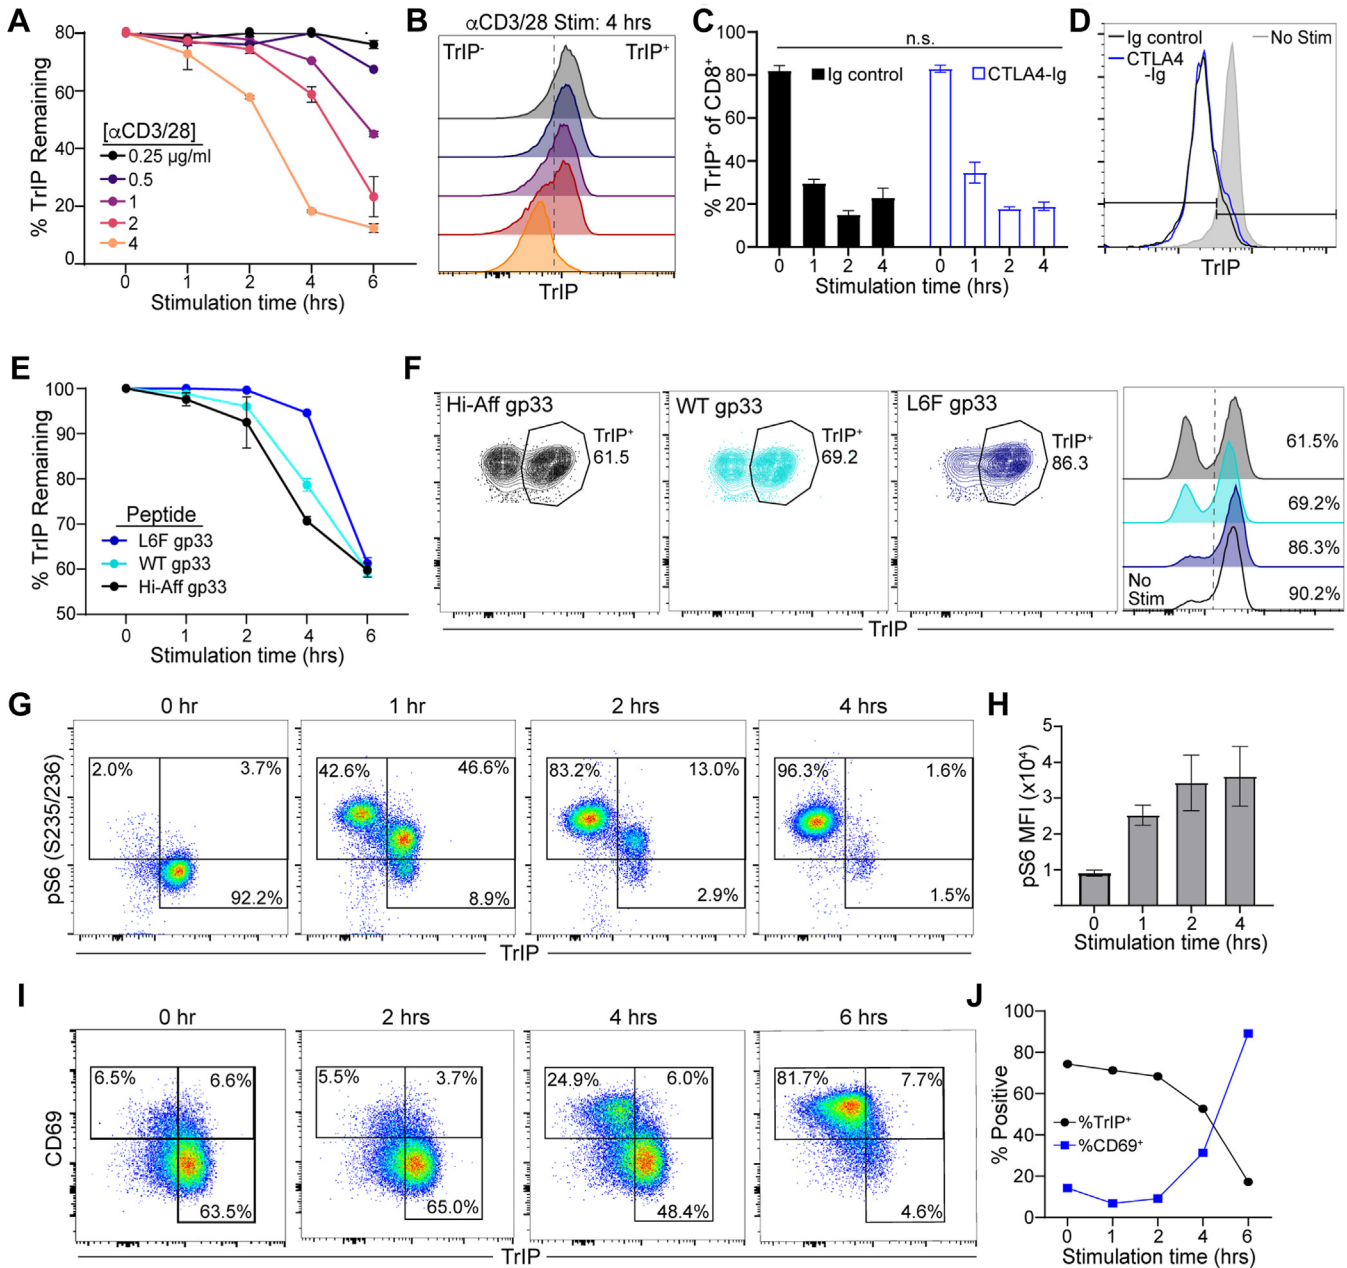 A
% TrIP Remaining
80
60
40
20
0
[αCD3/28]
0.25 µg/ml
0.5
1
2
4
0 1 2 4 6
Stimulation time (hrs)
B
αCD3/28 Stim: 4 hrs
TrIP⁻ TrIP⁺
TrIP
C
% TrIP⁺ of CD8⁺
100
80
60
40
20
0
n.s.
Ig control CTLA4-Ig
0 1 2 4 0 1 2 4
Stimulation time (hrs)
D
Ig control No Stim
CTLA4
-Ig
TrIP
E
% TrIP Remaining
100
90
80
70
60
50
Peptide
L6F gp33
WT gp33
Hi-Aff gp33
0 1 2 4 6
Stimulation time (hrs)
F
Hi-Aff gp33
TrIP⁺
61.5
WT gp33
TrIP⁺
69.2
L6F gp33
TrIP⁺
86.3
61.5%
69.2%
86.3%
No
Stim
90.2%
TrIP
G
pS6 (S235/236)
0 hr
2.0% 3.7%
92.2%
1 hr
42.6% 46.6%
8.9%
2 hrs
83.2% 13.0%
2.9%
4 hrs
96.3% 1.6%
1.5%
TrIP
H
pS6 MFI (x10⁴)
5
4
3
2
1
0 1 2 4
Stimulation time (hrs)
I
CD69
0 hr
6.5% 6.6%
63.5%
2 hrs
5.5% 3.7%
65.0%
4 hrs
24.9% 6.0%
48.4%
6 hrs
81.7% 7.7%
4.6%
TrIP
J
% Positive
100
80
60
40
20
0
%TrIP⁺
%CD69⁺
0 1 2 4 6
Stimulation time (hrs)